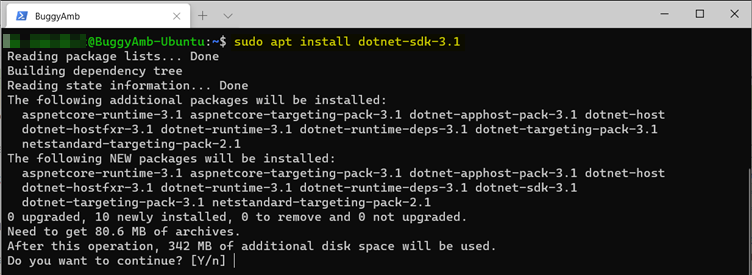 BuggyAmb
@BuggyAmb-Ubuntu:~$ sudo apt install dotnet-sdk-3.1
Reading package lists... Done
Building dependency tree
Reading state information... Done
The following additional packages will be installed:
aspnetcore-runtime-3.1 aspnetcore-targeting-pack-3.1 dotnet-apphost-pack-3.1 dotnet-host
dotnet-hostfxr-3.1 dotnet-runtime-3.1 dotnet-runtime-deps-3.1 dotnet-targeting-pack-3.1
netstandard-targeting-pack-2.1
The following NEW packages will be installed:
aspnetcore-runtime-3.1 aspnetcore-targeting-pack-3.1 dotnet-apphost-pack-3.1 dotnet-host
dotnet-hostfxr-3.1 dotnet-runtime-3.1 dotnet-runtime-deps-3.1 dotnet-sdk-3.1
dotnet-targeting-pack-3.1 netstandard-targeting-pack-2.1
0 upgraded, 10 newly installed, 0 to remove and 0 not upgraded.
Need to get 80.6 MB of archives.
After this operation, 342 MB of additional disk space will be used.
Do you want to continue? [Y/n]